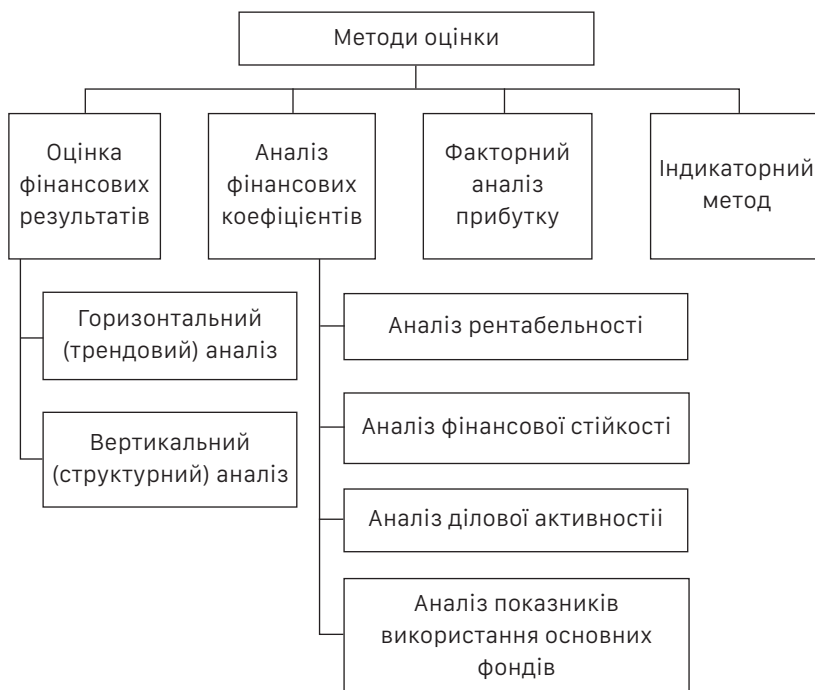 Методи оцінки
Оцінка
фінансових
результатів
Аналіз
фінансових
коефіцієнтів
Факторний
аналіз
прибутку
Індикаторний
метод
Горизонтальний
(трендовий) аналіз
Вертикальний
(структурний) аналіз
Аналіз рентабельності
Аналіз фінансової стійкості
Аналіз ділової активностіі
Аналіз показників
використання основних
фондів